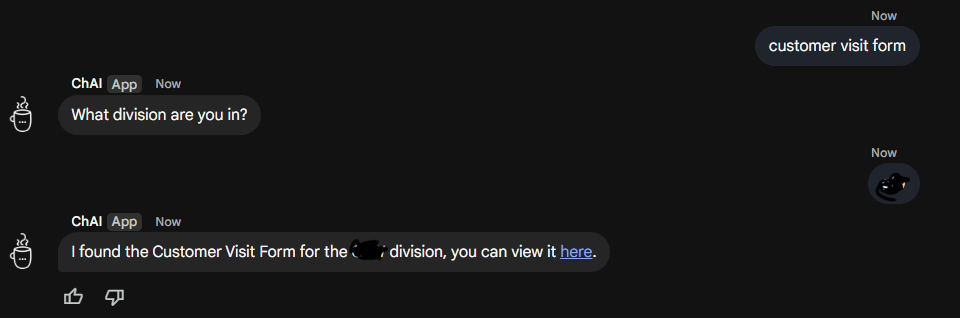 Now
customer visit form
ChAI App Now
What division are you in?
Now
ChAI App Now
I found the Customer Visit Form for the division, you can view it here.